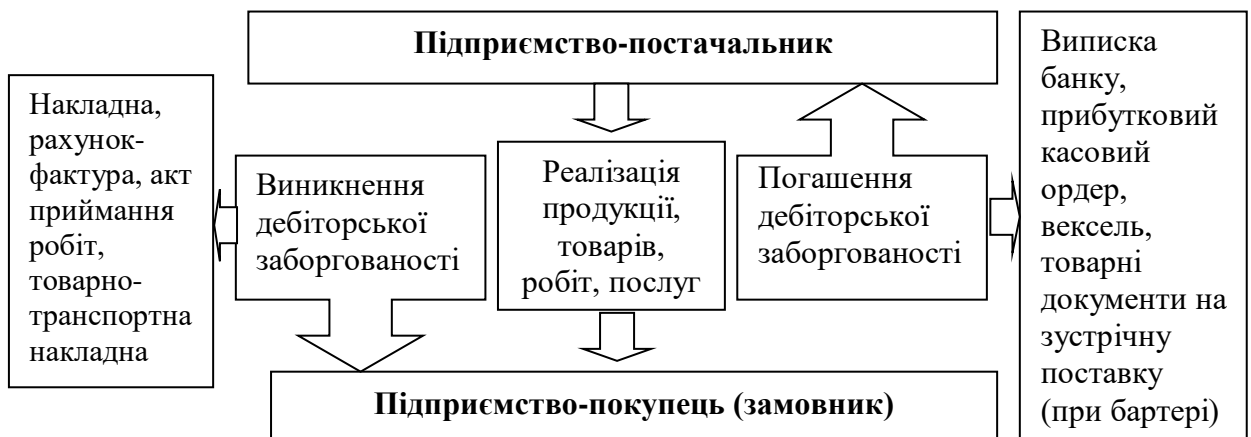 Підприємство-постачальник
Накладна,
рахунок-
фактура, акт
приймання
робіт,
товарно-
транспортна
накладна
Виникнення
дебіторської
заборгованості
Реалізація
продукції,
товарів,
робіт, послуг
Погашення
дебіторської
заборгованості
Виписка
банку,
прибутковий
касовий
ордер,
вексель,
товарні
документи на
зустрічну
поставку
(при бартері)
Підприємство-покупець (замовник)